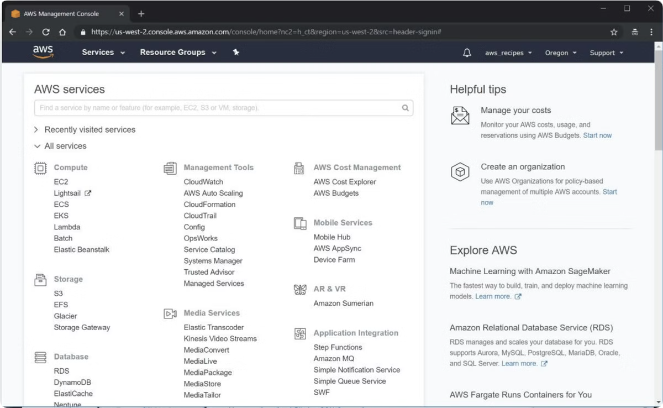 AWS Management Console
https://us-west-2.console.aws.amazon.com/console/home?nc2=h_ct&region=us-west-2&src=header-signin#
aws
Services
Resource Groups
aws_recipes
Oregon
Support
AWS services
Find a service by name or feature (for example, EC2, S3 or VM, storage).
Recently visited services
All services
Compute
EC2
Lightsail
ECS
EKS
Lambda
Batch
Elastic Beanstalk
Storage
S3
EFS
Glacier
Storage Gateway
Database
RDS
DynamoDB
ElastiCache
Neptune
Management Tools
CloudWatch
AWS Auto Scaling
CloudFormation
CloudTrail
Config
OpsWorks
Service Catalog
Systems Manager
Trusted Advisor
Managed Services
Media Services
Elastic Transcoder
Kinesis Video Streams
MediaConvert
MediaLive
MediaPackage
MediaStore
MediaTailor
AWS Cost Management
AWS Cost Explorer
AWS Budgets
Mobile Services
Mobile Hub
AWS AppSync
Device Farm
AR & VR
Amazon Sumerian
Application Integration
Step Functions
Amazon MQ
Simple Notification Service
Simple Queue Service
SWF
Helpful tips
Manage your costs
Monitor your AWS costs, usage, and
reservations using AWS Budgets. Start now
Create an organization
Use AWS Organizations for policy-based
management of multiple AWS accounts. Start
now
Explore AWS
Machine Learning with Amazon SageMaker
The fastest way to build, train, and deploy machine learning
models. Learn more.
Amazon Relational Database Service (RDS)
RDS manages and scales your database for you. RDS
supports Aurora, MySQL, PostgreSQL, MariaDB, Oracle,
and SQL Server. Learn more.
AWS Fargate Runs Containers for You